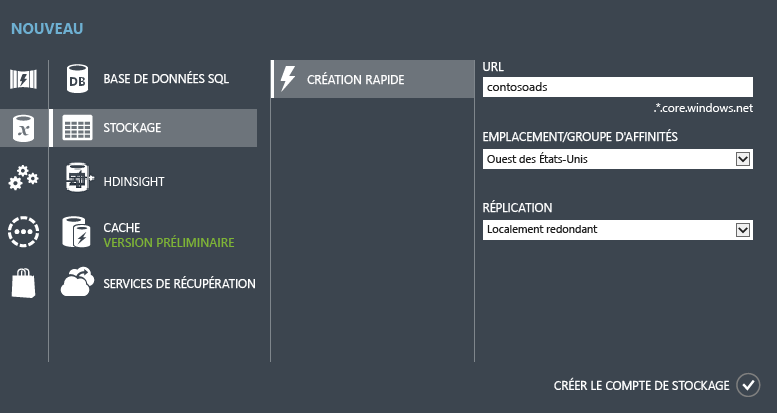 NOUVEAU
DB
BASE DE DONNÉES SQL
x
STOCKAGE
HDINSIGHT
CACHE
VERSION PRÉLIMINAIRE
SERVICES DE RÉCUPÉRATION
CRÉATION RAPIDE
URL
contosoads
.*.core.windows.net
EMPLACEMENT/GROUPE D'AFFINITÉS
Ouest des États-Unis
RÉPLICATION
Localement redondant
CRÉER LE COMPTE DE STOCKAGE